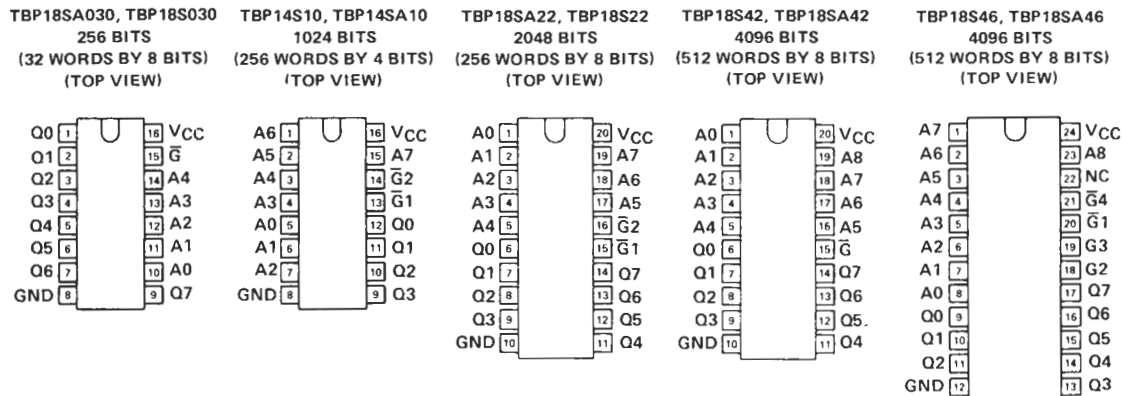 TBP18SA030, TBP18S030
256 BITS
(32 WORDS BY 8 BITS)
(TOP VIEW)
Q0 1 16 VCC
Q1 2 15 G̅
Q2 3 14 A4
Q3 4 13 A3
Q4 5 12 A2
Q5 6 11 A1
Q6 7 10 A0
GND 8 9 Q7
TBP14S10, TBP14SA10
1024 BITS
(256 WORDS BY 4 BITS)
(TOP VIEW)
A6 1 16 VCC
A5 2 15 A7
A4 3 14 G̅2
A3 4 13 G̅1
A0 5 12 Q0
A1 6 11 Q1
A2 7 10 Q2
GND 8 9 Q3
TBP18SA22, TBP18S22
2048 BITS
(256 WORDS BY 8 BITS)
(TOP VIEW)
A0 1 20 VCC
A1 2 19 A7
A2 3 18 A6
A3 4 17 A5
A4 5 16 G̅2
Q0 6 15 G̅1
Q1 7 14 Q7
Q2 8 13 Q6
Q3 9 12 Q5
GND 10 11 Q4
TBP18S42, TBP18SA42
4096 BITS
(512 WORDS BY 8 BITS)
(TOP VIEW)
A0 1 20 VCC
A1 2 19 A8
A2 3 18 A7
A3 4 17 A6
A4 5 16 A5
Q0 6 15 G̅
Q1 7 14 Q7
Q2 8 13 Q6
Q3 9 12 Q5.
GND 10 11 Q4
TBP18S46, TBP18SA46
4096 BITS
(512 WORDS BY 8 BITS)
(TOP VIEW)
A7 1 24 VCC
A6 2 23 A8
A5 3 22 NC
A4 4 21 G̅4
A3 5 20 G̅1
A2 6 19 G3
A1 7 18 G2
A0 8 17 Q7
Q0 9 16 Q6
Q1 10 15 Q5
Q2 11 14 Q4
GND 12 13 Q3